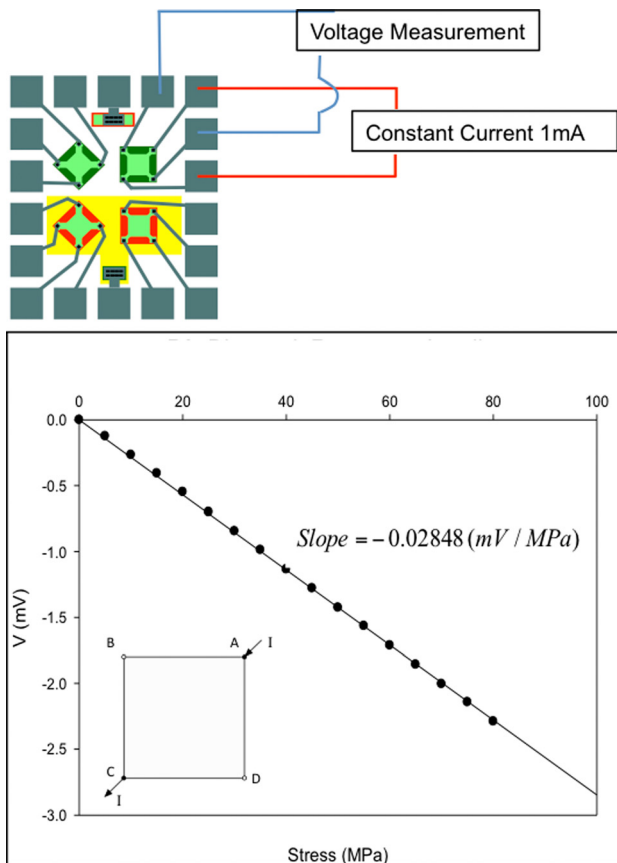 Voltage Measurement
Constant Current 1mA
0 20 40 60 80 100
0.0
-0.5
-1.0
-1.5
-2.0
-2.5
-3.0
V (mV)
Slope = -0.02848 (mV / MPa)
B A I
C D
I
Stress (MPa)